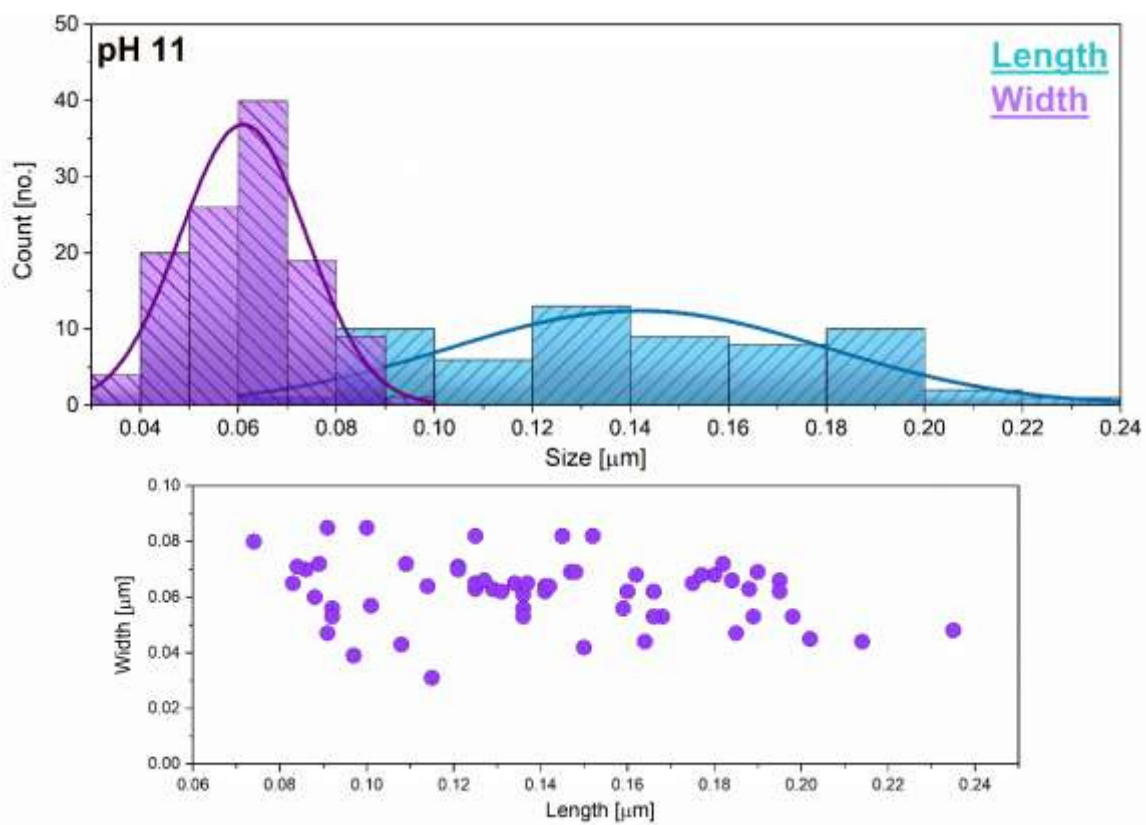 pH 11
Length
Width
50
40
30
20
10
0
Count [no.]
0.04 0.06 0.08 0.10 0.12 0.14 0.16 0.18 0.20 0.22 0.24
Size [μm]
0.10
0.08
0.06
0.04
0.02
0.00
Width [μm]
0.06 0.08 0.10 0.12 0.14 0.16 0.18 0.20 0.22 0.24
Length [μm]